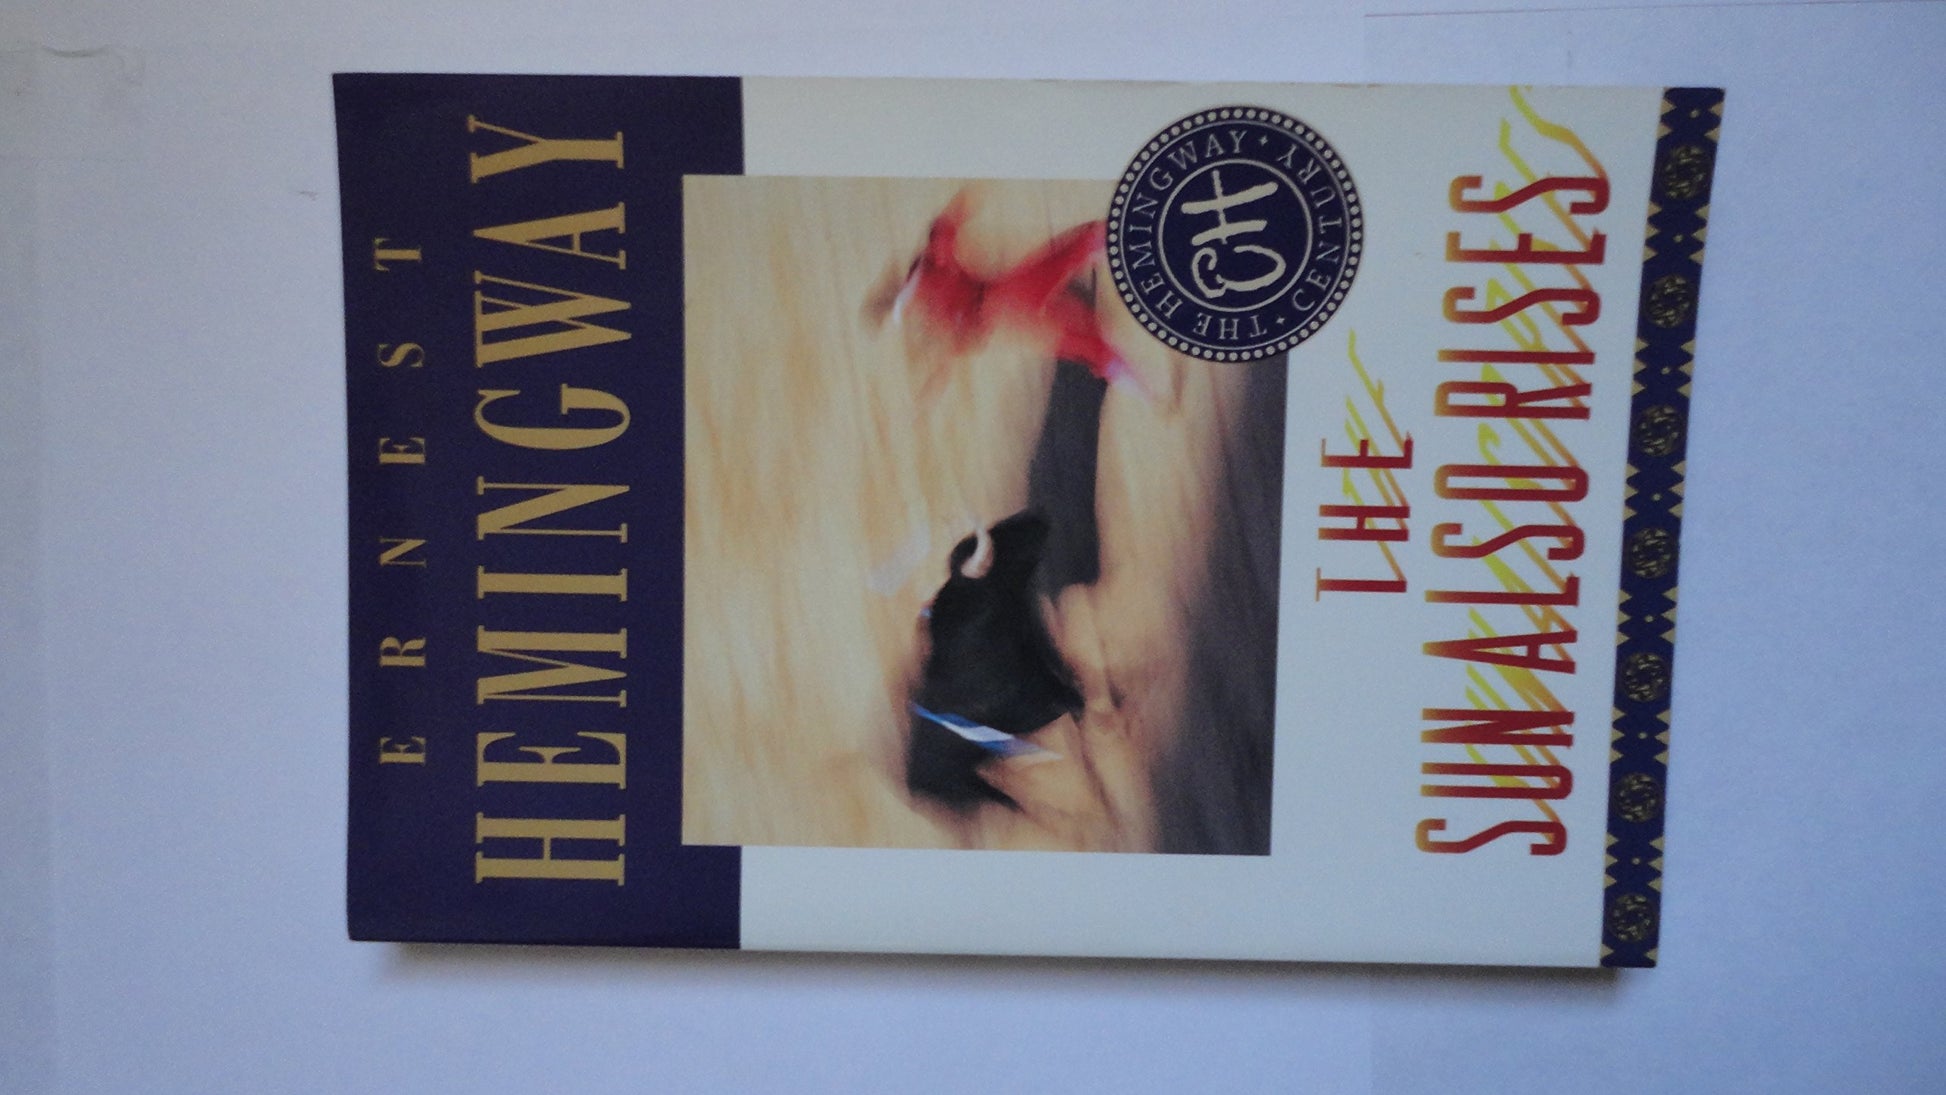 ERNEST
HEMINGWAY
THE HEMINGWAY · CENTURY ·
EH
THE
SUN ALSO RISES